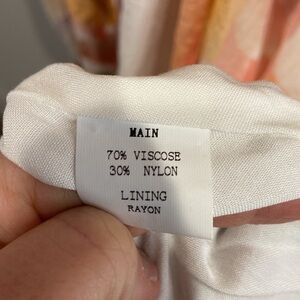 MAIN
70% VISCOSE
30% NYLON
LINING
RAYON